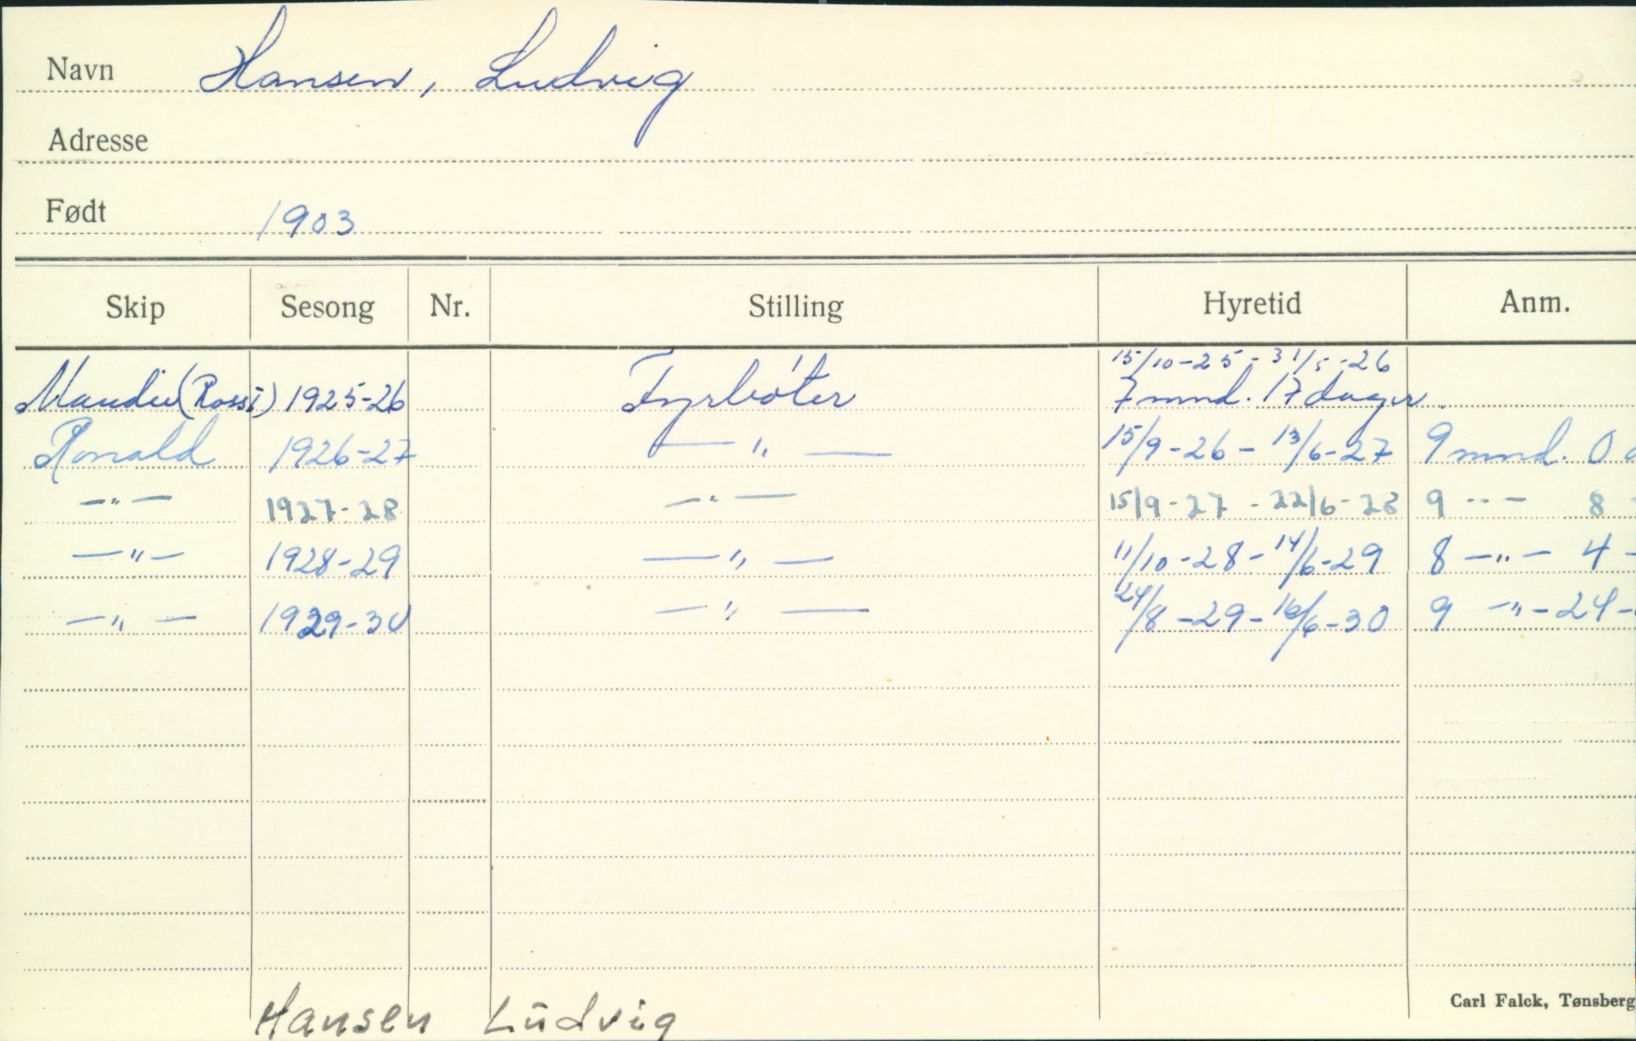 Navn Hansen, Ludvig
Adresse
Født 1903
Skip Sesong Nr. Stilling Hyretid Anm.
15/10-25 - 31/5-26
Maudie (Rossi) 1925-26 Fyrbøter 7 mnd. 17 dager.
Ronald 1926-27 —"— 15/9-26 - 13/6-27 9 mnd. 0
—"— 1927-28 —"— 15/9-27 - 22/6-28 9 -"- 8
—"— 1928-29 —"— 11/10-28 - 14/6-29 8 —"— 4 -
—"— 1929-30 —"— 24/8-29 - 16/6-30 9 -"- 24 -
Carl Falck, Tønsberg
Hansen Ludvig